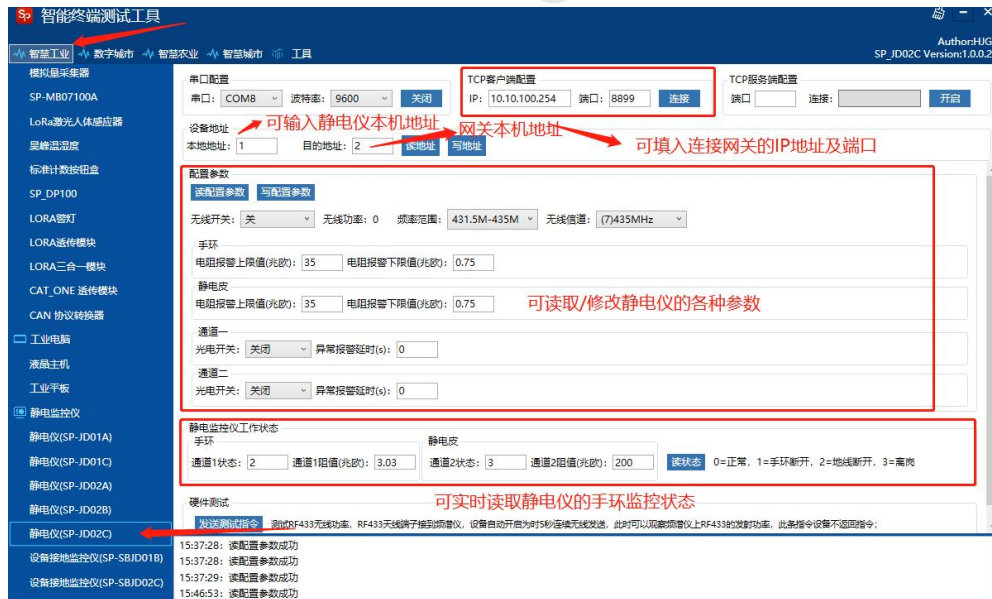 Sp 智能终端测试工具
Author:HJG
SP_JD02C Version:1.0.0.2
智慧工业 数字城市 智慧农业 智慧城市 工具
模拟量采集器
SP-MB07100A
LoRa激光人体感应器
昊峰温湿度
标准计数按钮盒
SP_DP100
LORA警灯
LORA透传模块
LORA三合一模块
CAT_ONE 透传模块
CAN 协议转换器
工业电脑
液晶主机
工业平板
静电监控仪
静电仪(SP-JD01A)
静电仪(SP-JD01C)
静电仪(SP-JD02A)
静电仪(SP-JD02B)
静电仪(SP-JD02C)
设备接地监控仪(SP-SBJD01B)
设备接地监控仪(SP-SBJD02C)
串口配置
串口: COM8 波特率: 9600 关闭
TCP客户端配置
IP: 10.10.100.254 端口: 8899 连接
TCP服务端配置
端口 连接: 开启
设备地址
可输入静电仪本机地址
网关本机地址
本地地址: 1 目的地址: 2 读地址 写地址
可填入连接网关的IP地址及端口
配置参数
读配置参数 写配置参数
无线开关: 关 无线功率: 0 频率范围: 431.5M-435M 无线信道: (7)435MHz
手环
电阻报警上限值(兆欧): 35 电阻报警下限值(兆欧): 0.75
静电皮
电阻报警上限值(兆欧): 35 电阻报警下限值(兆欧): 0.75
可读取/修改静电仪的各种参数
通道一
光电开关: 关闭 异常报警延时(s): 0
通道二
光电开关: 关闭 异常报警延时(s): 0
静电监控仪工作状态
手环
通道1状态: 2 通道1阻值(兆欧): 3.03
静电皮
通道2状态: 3 通道2阻值(兆欧): 200
读状态 0=正常, 1=手环断开, 2=地线断开, 3=离岗
可实时读取静电仪的手环监控状态
硬件测试
发送测试指令 测试RF433无线功率、RF433天线端子接到频谱仪，设备自动开启为时5秒连续无线发送，此时可以观察频谱仪上RF433的发射功率，此条指令设备不返回指令;
15:37:28: 读配置参数成功
15:37:28: 读配置参数成功
15:37:29: 读配置参数成功
15:46:53: 读配置参数成功